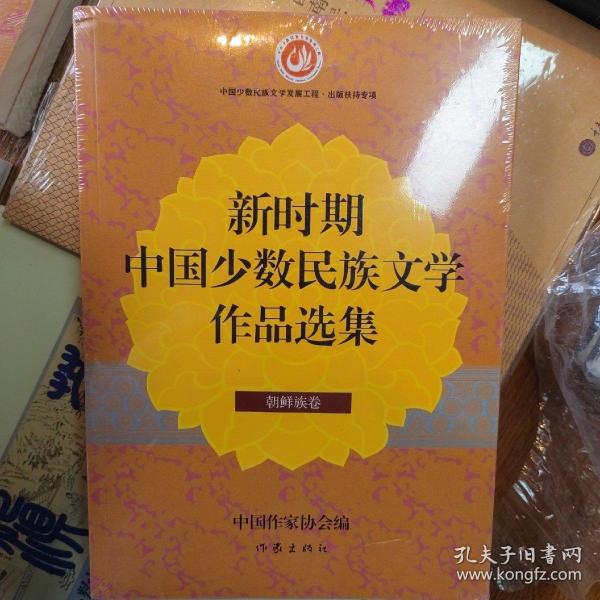 中国少数民族文学发展工程·出版扶持专项
新时期
中国少数民族文学
作品选集
朝鲜族卷
中国作家协会编
作家出版社
孔夫子旧书网
www.kongfz.com